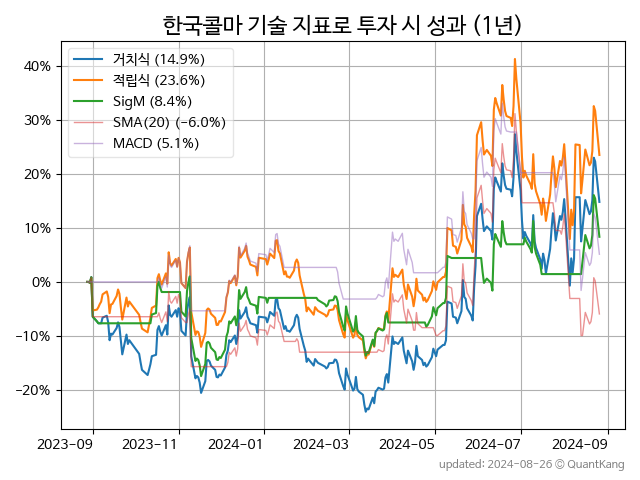 한국콜마 기술 지표로 투자 시 성과 (1년)
거치식 (14.9%)
적립식 (23.6%)
SigM (8.4%)
SMA(20) (−6.0%)
MACD (5.1%)
40%
30%
20%
10%
0%
−10%
−20%
2023-09 2023-11 2024-01 2024-03 2024-05 2024-07 2024-09
updated: 2024-08-26 © QuantKang